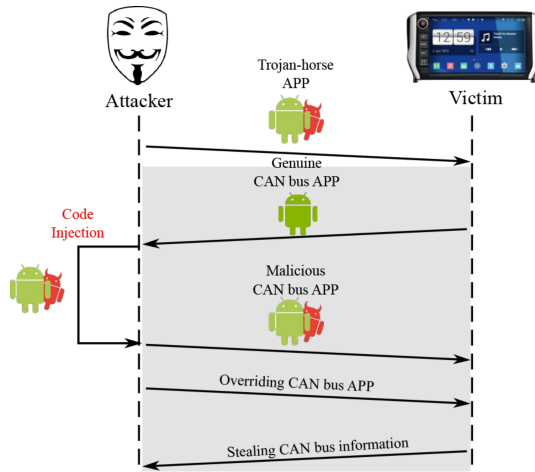 Attacker
Victim
Trojan-horse
APP
Genuine
CAN bus APP
Code
Injection
Malicious
CAN bus APP
Overriding CAN bus APP
Stealing CAN bus information
12
59